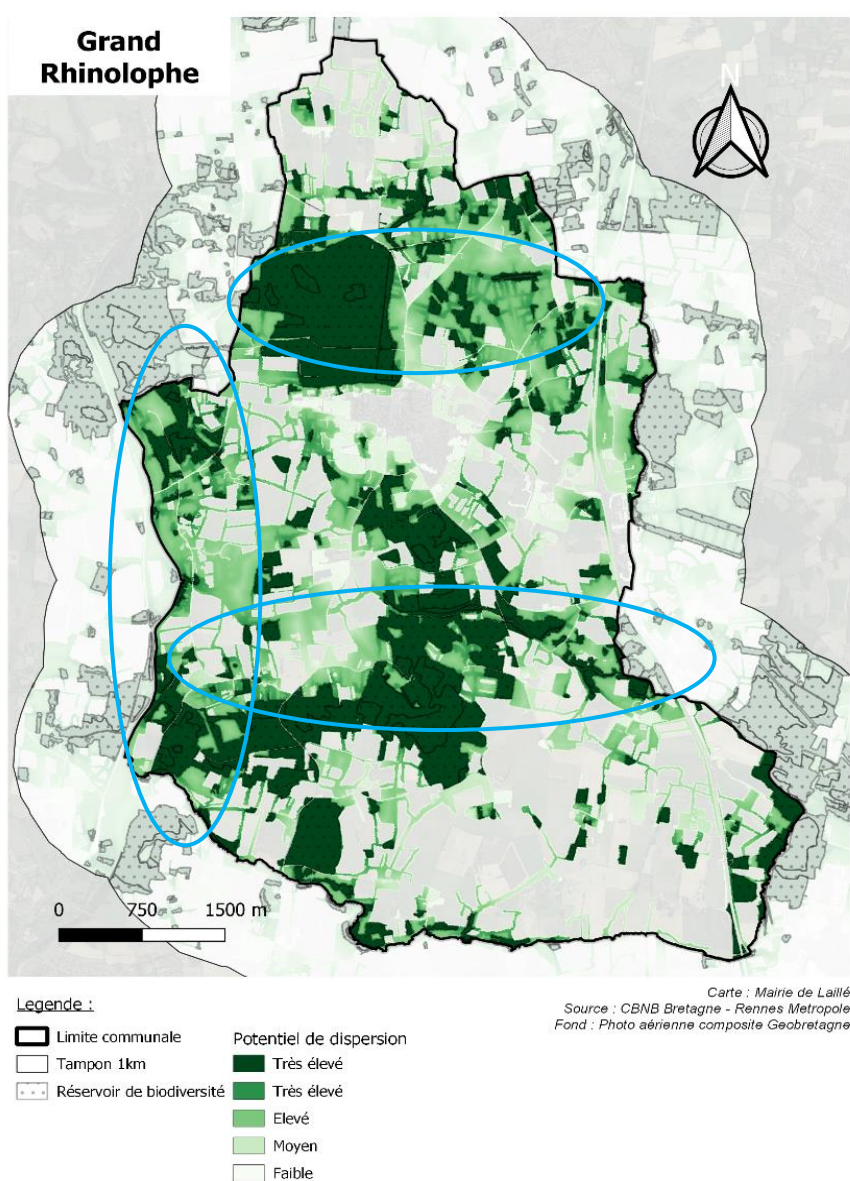 Grand
Rhinolophe
N
0 750 1500 m
Carte : Mairie de Laillé
Source : CBNB Bretagne - Rennes Metropole
Fond : Photo aérienne composite Geobretagne
Legende :
Limite communale
Tampon 1km
Réservoir de biodiversité
Potentiel de dispersion
Très élevé
Très élevé
Elevé
Moyen
Faible